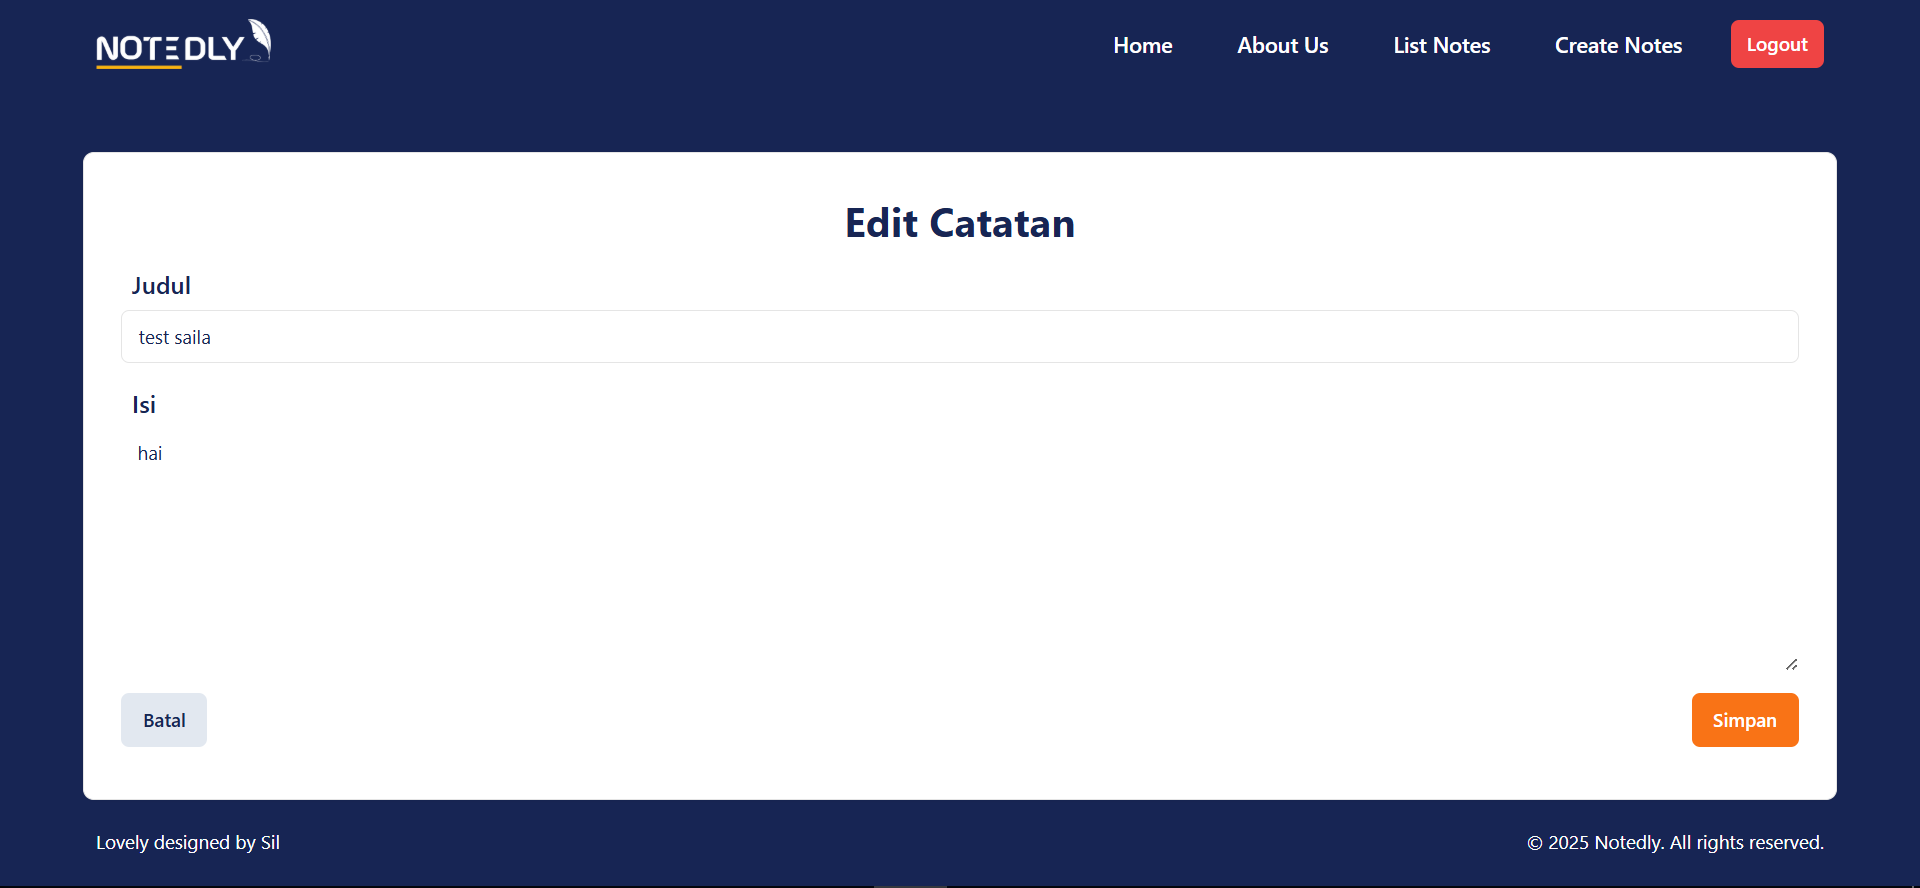 NOTEDLY
Home
About Us
List Notes
Create Notes
Logout
Edit Catatan
Judul
test saila
Isi
hai
Batal
Simpan
Lovely designed by Sil
© 2025 Notedly. All rights reserved.